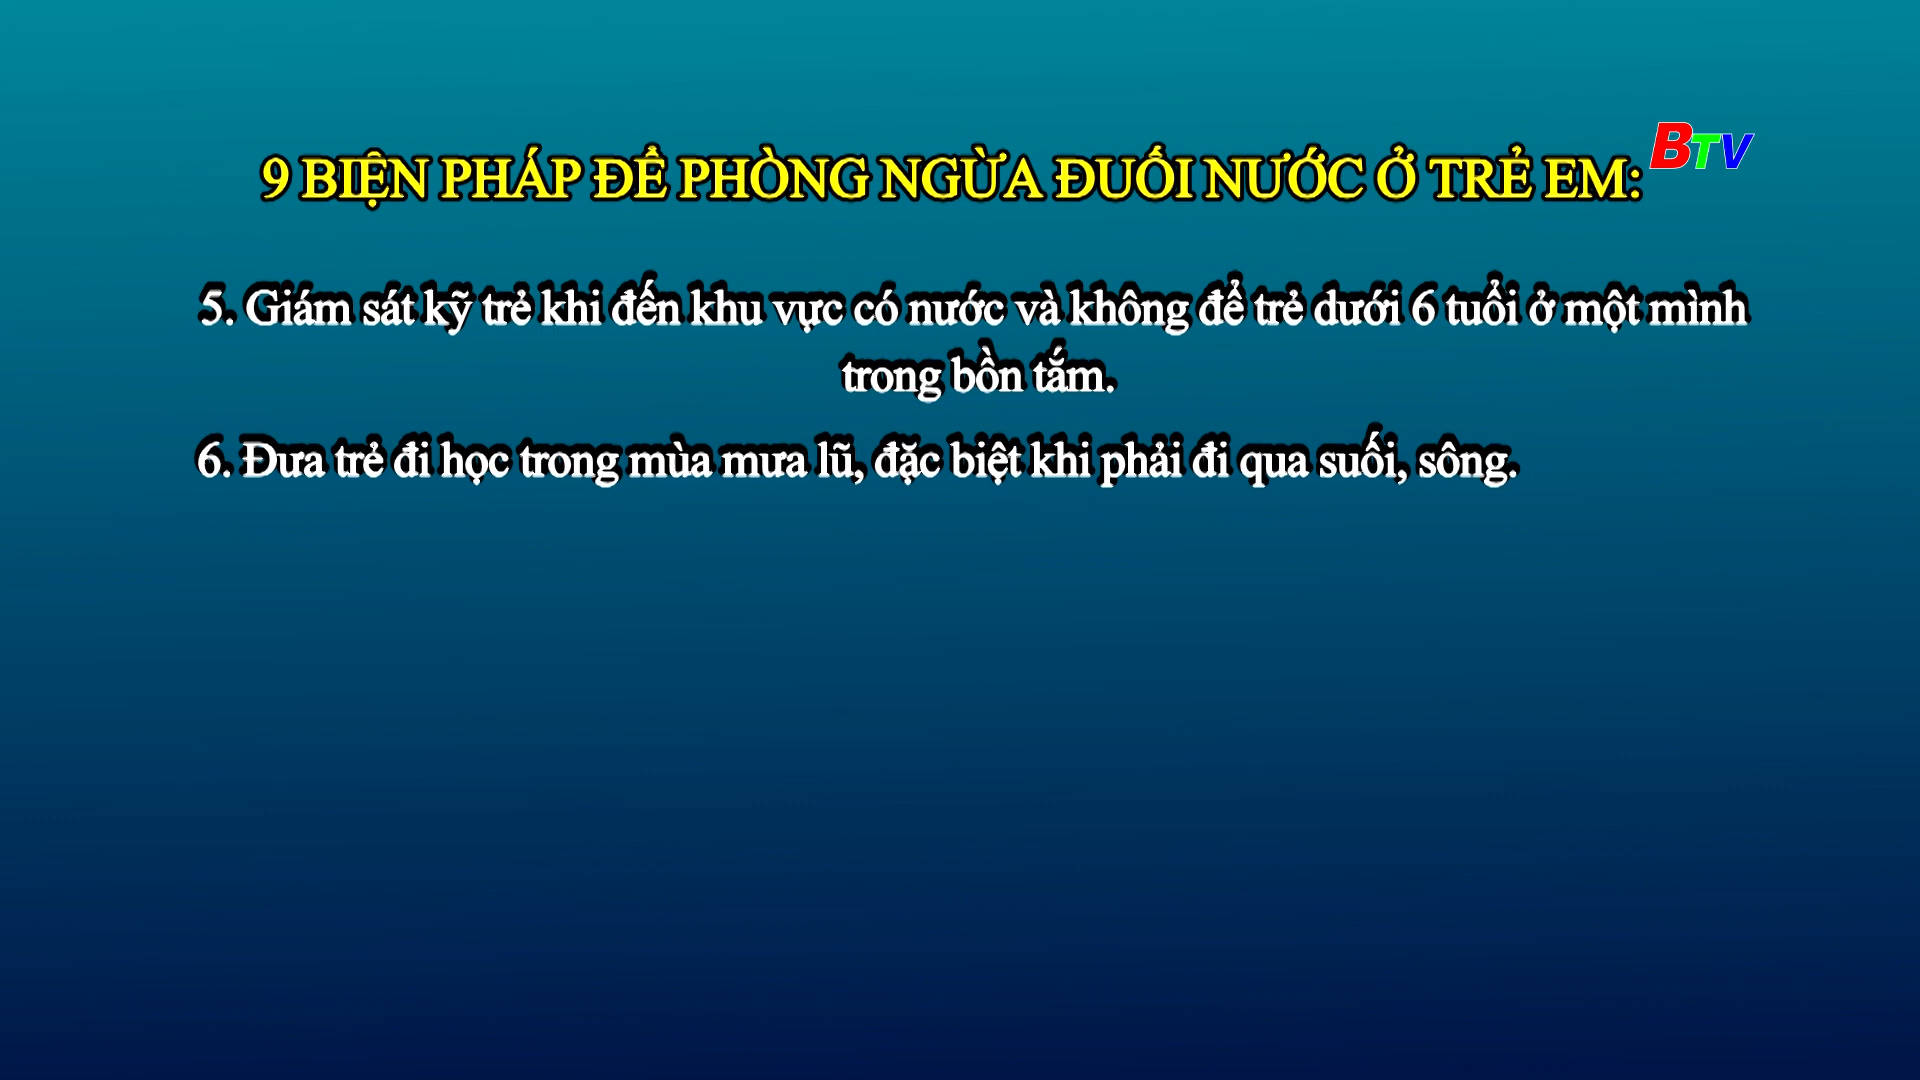 BTV
9 BIỆN PHÁP ĐỂ PHÒNG NGỪA ĐUỐI NƯỚC Ở TRẺ EM:
5. Giám sát kỹ trẻ khi đến khu vực có nước và không để trẻ dưới 6 tuổi ở một mình
trong bồn tắm.
6. Đưa trẻ đi học trong mùa mưa lũ, đặc biệt khi phải đi qua suối, sông.